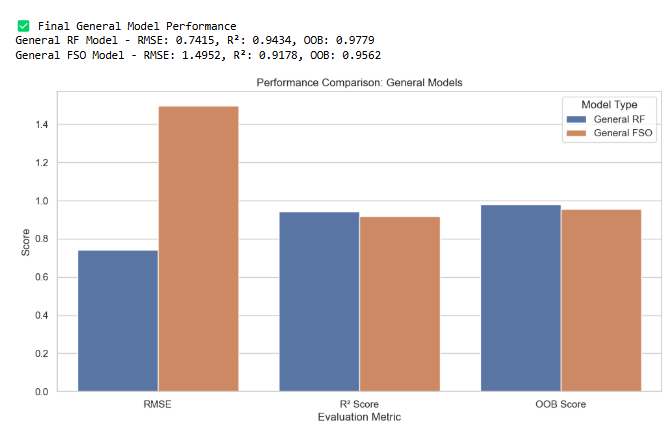 ✅ Final General Model Performance
General RF Model - RMSE: 0.7415, R²: 0.9434, OOB: 0.9779
General FSO Model - RMSE: 1.4952, R²: 0.9178, OOB: 0.9562
Performance Comparison: General Models
Model Type
General RF
General FSO
1.4
1.2
1.0
0.8
0.6
0.4
0.2
0.0
Score
RMSE
R² Score
OOB Score
Evaluation Metric